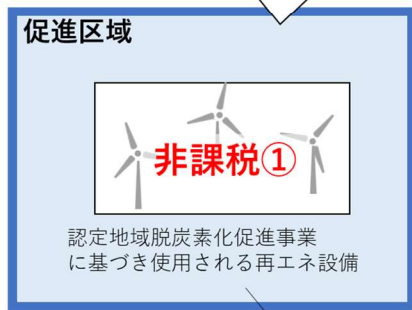 促進区域
非課税①
認定地域脱炭素化促進事業
に基づき使用される再エネ設備